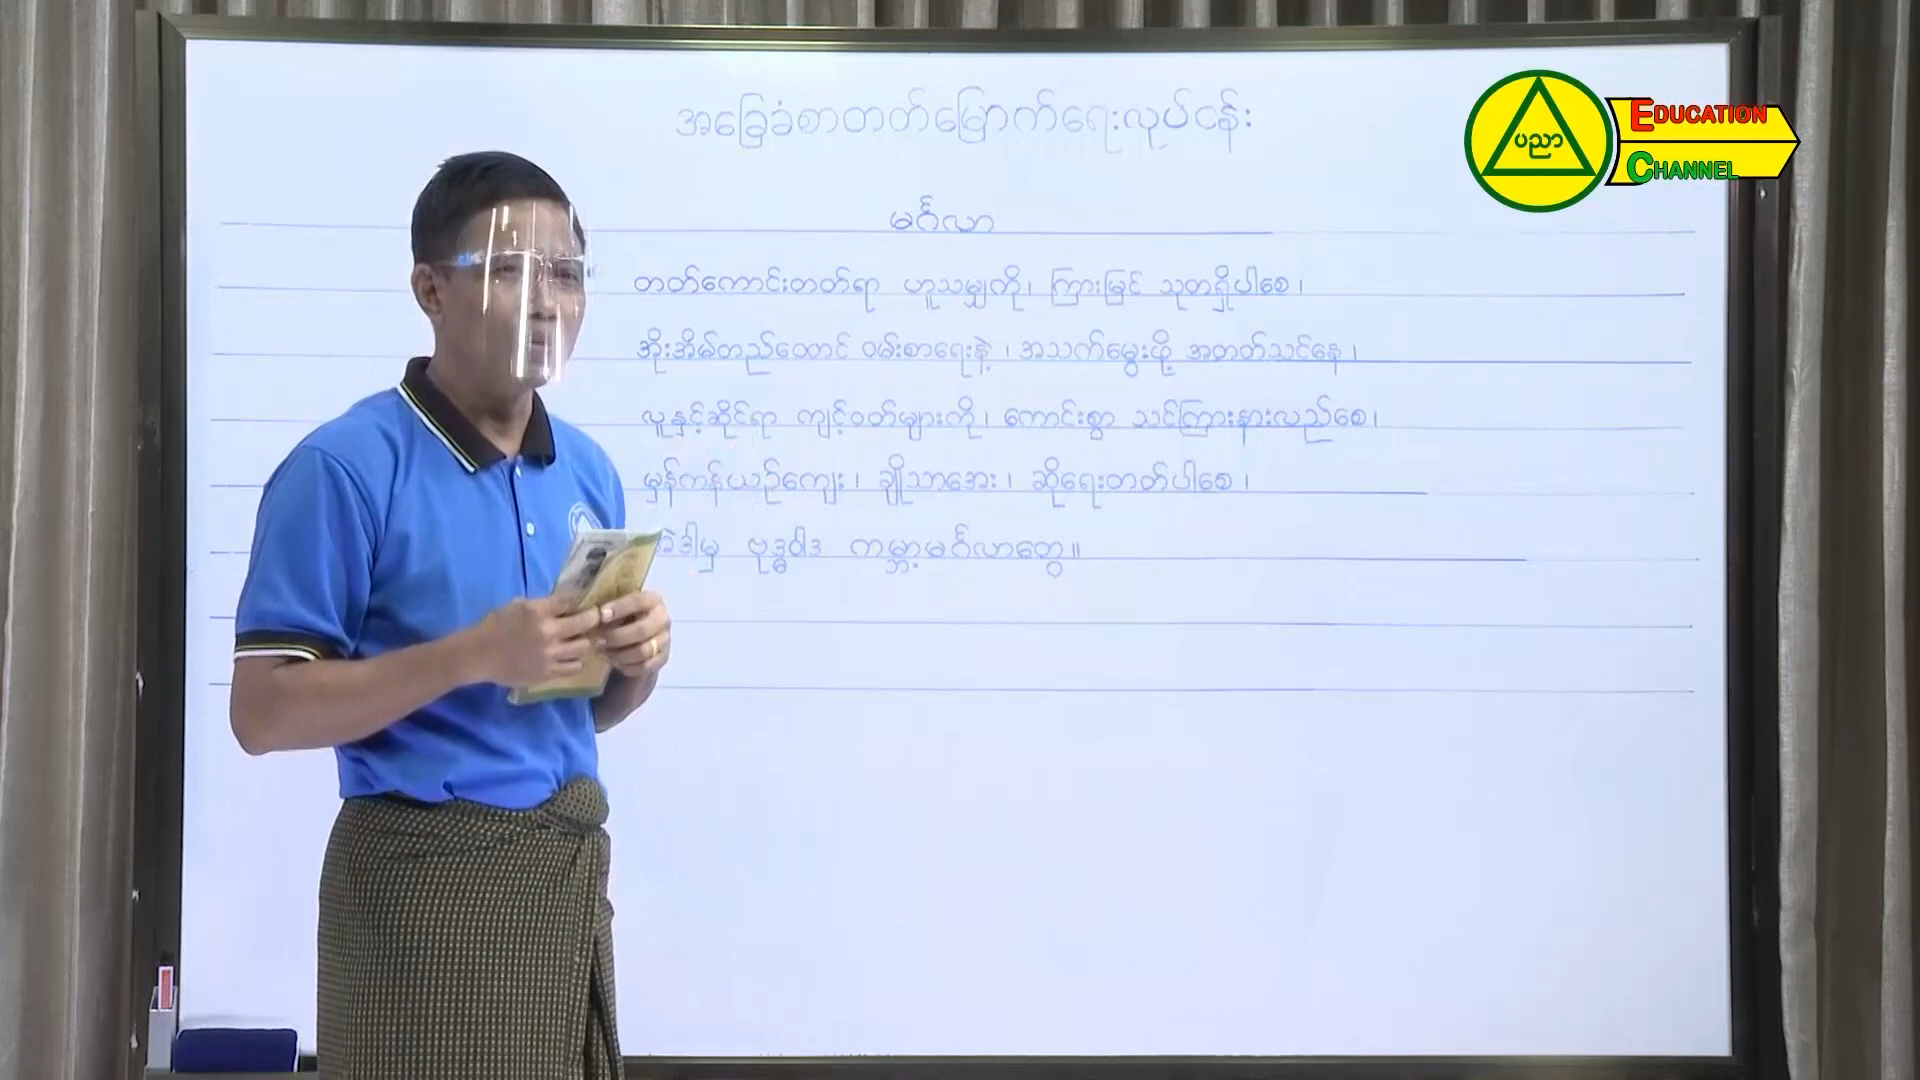 အခြေခံစာတတ်မြောက်ရေးလုပ်ငန်း
မင်္ဂလာ
တတ်ကောင်းတတ်ရာ ဟူသမျှကို၊ ကြားမြင် သုတရှိပါစေ၊
အိုးအိမ်တည်ထောင် ဝမ်းစာရေးနဲ့ ၊ အသက်မွေးဖို့ အတတ်သင်နေ၊
လူနှင့်ဆိုင်ရာ ကျင့်ဝတ်များကို၊ ကောင်းစွာ သင်ကြားနားလည်စေ၊
မှန်ကန်ယဉ်ကျေး၊ ချိုသာအေး၊ ဆိုရေးတတ်ပါစေ၊
အဲဒါမှ ဗုဒ္ဓဝါဒ ကမ္ဘာ့မင်္ဂလာတွေ။
ပညာ
EDUCATION
CHANNEL